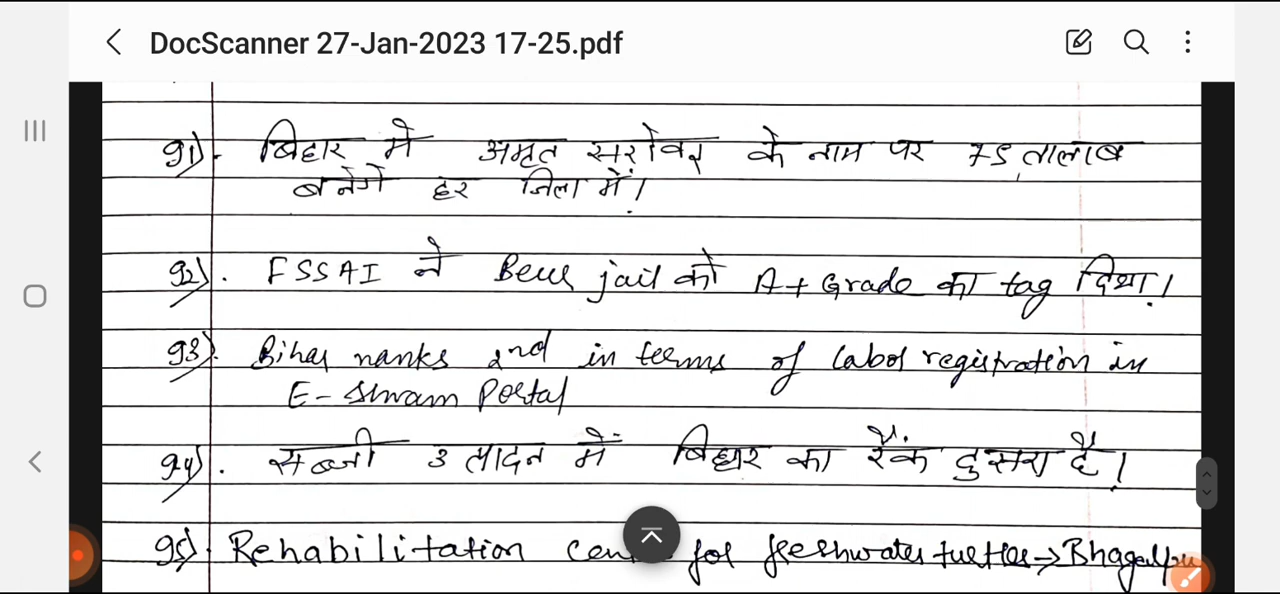 DocScanner 27-Jan-2023 17-25.pdf
91). बिहार में अमृत सरोवर के नाम पर 75 तालाब
बनेंगे हर जिला में।
92). FSSAI ने Beur jail को A+ Grade का tag दिया।
93). Bihar ranks 2nd in terms of labor registration in
E-Shram Portal
94). सब्जी उत्पादन में बिहार का रैंक दुसरा है।
95) Rehabilitation cen for freshwater turtles→Bhagalpu